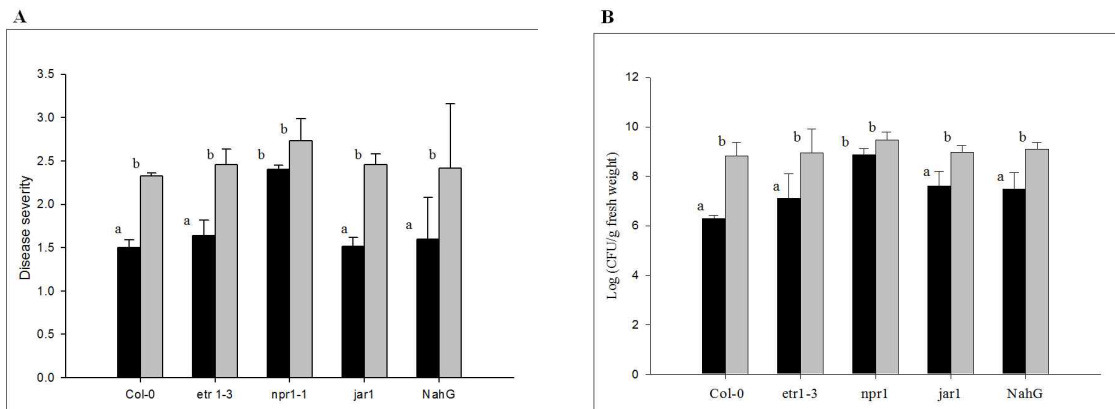 A
Disease severity
3.5
3.0
2.5
2.0
1.5
1.0
0.5
0.0
a b
a b
b b
a b
a b
Col-0 etr 1-3 npr1-1 jar1 NahG
B
Log (CFU/g fresh weight)
12
10
8
6
4
2
0
a b
a b
b b
a b
a b
Col-0 etr1-3 npr1 jar1 NahG